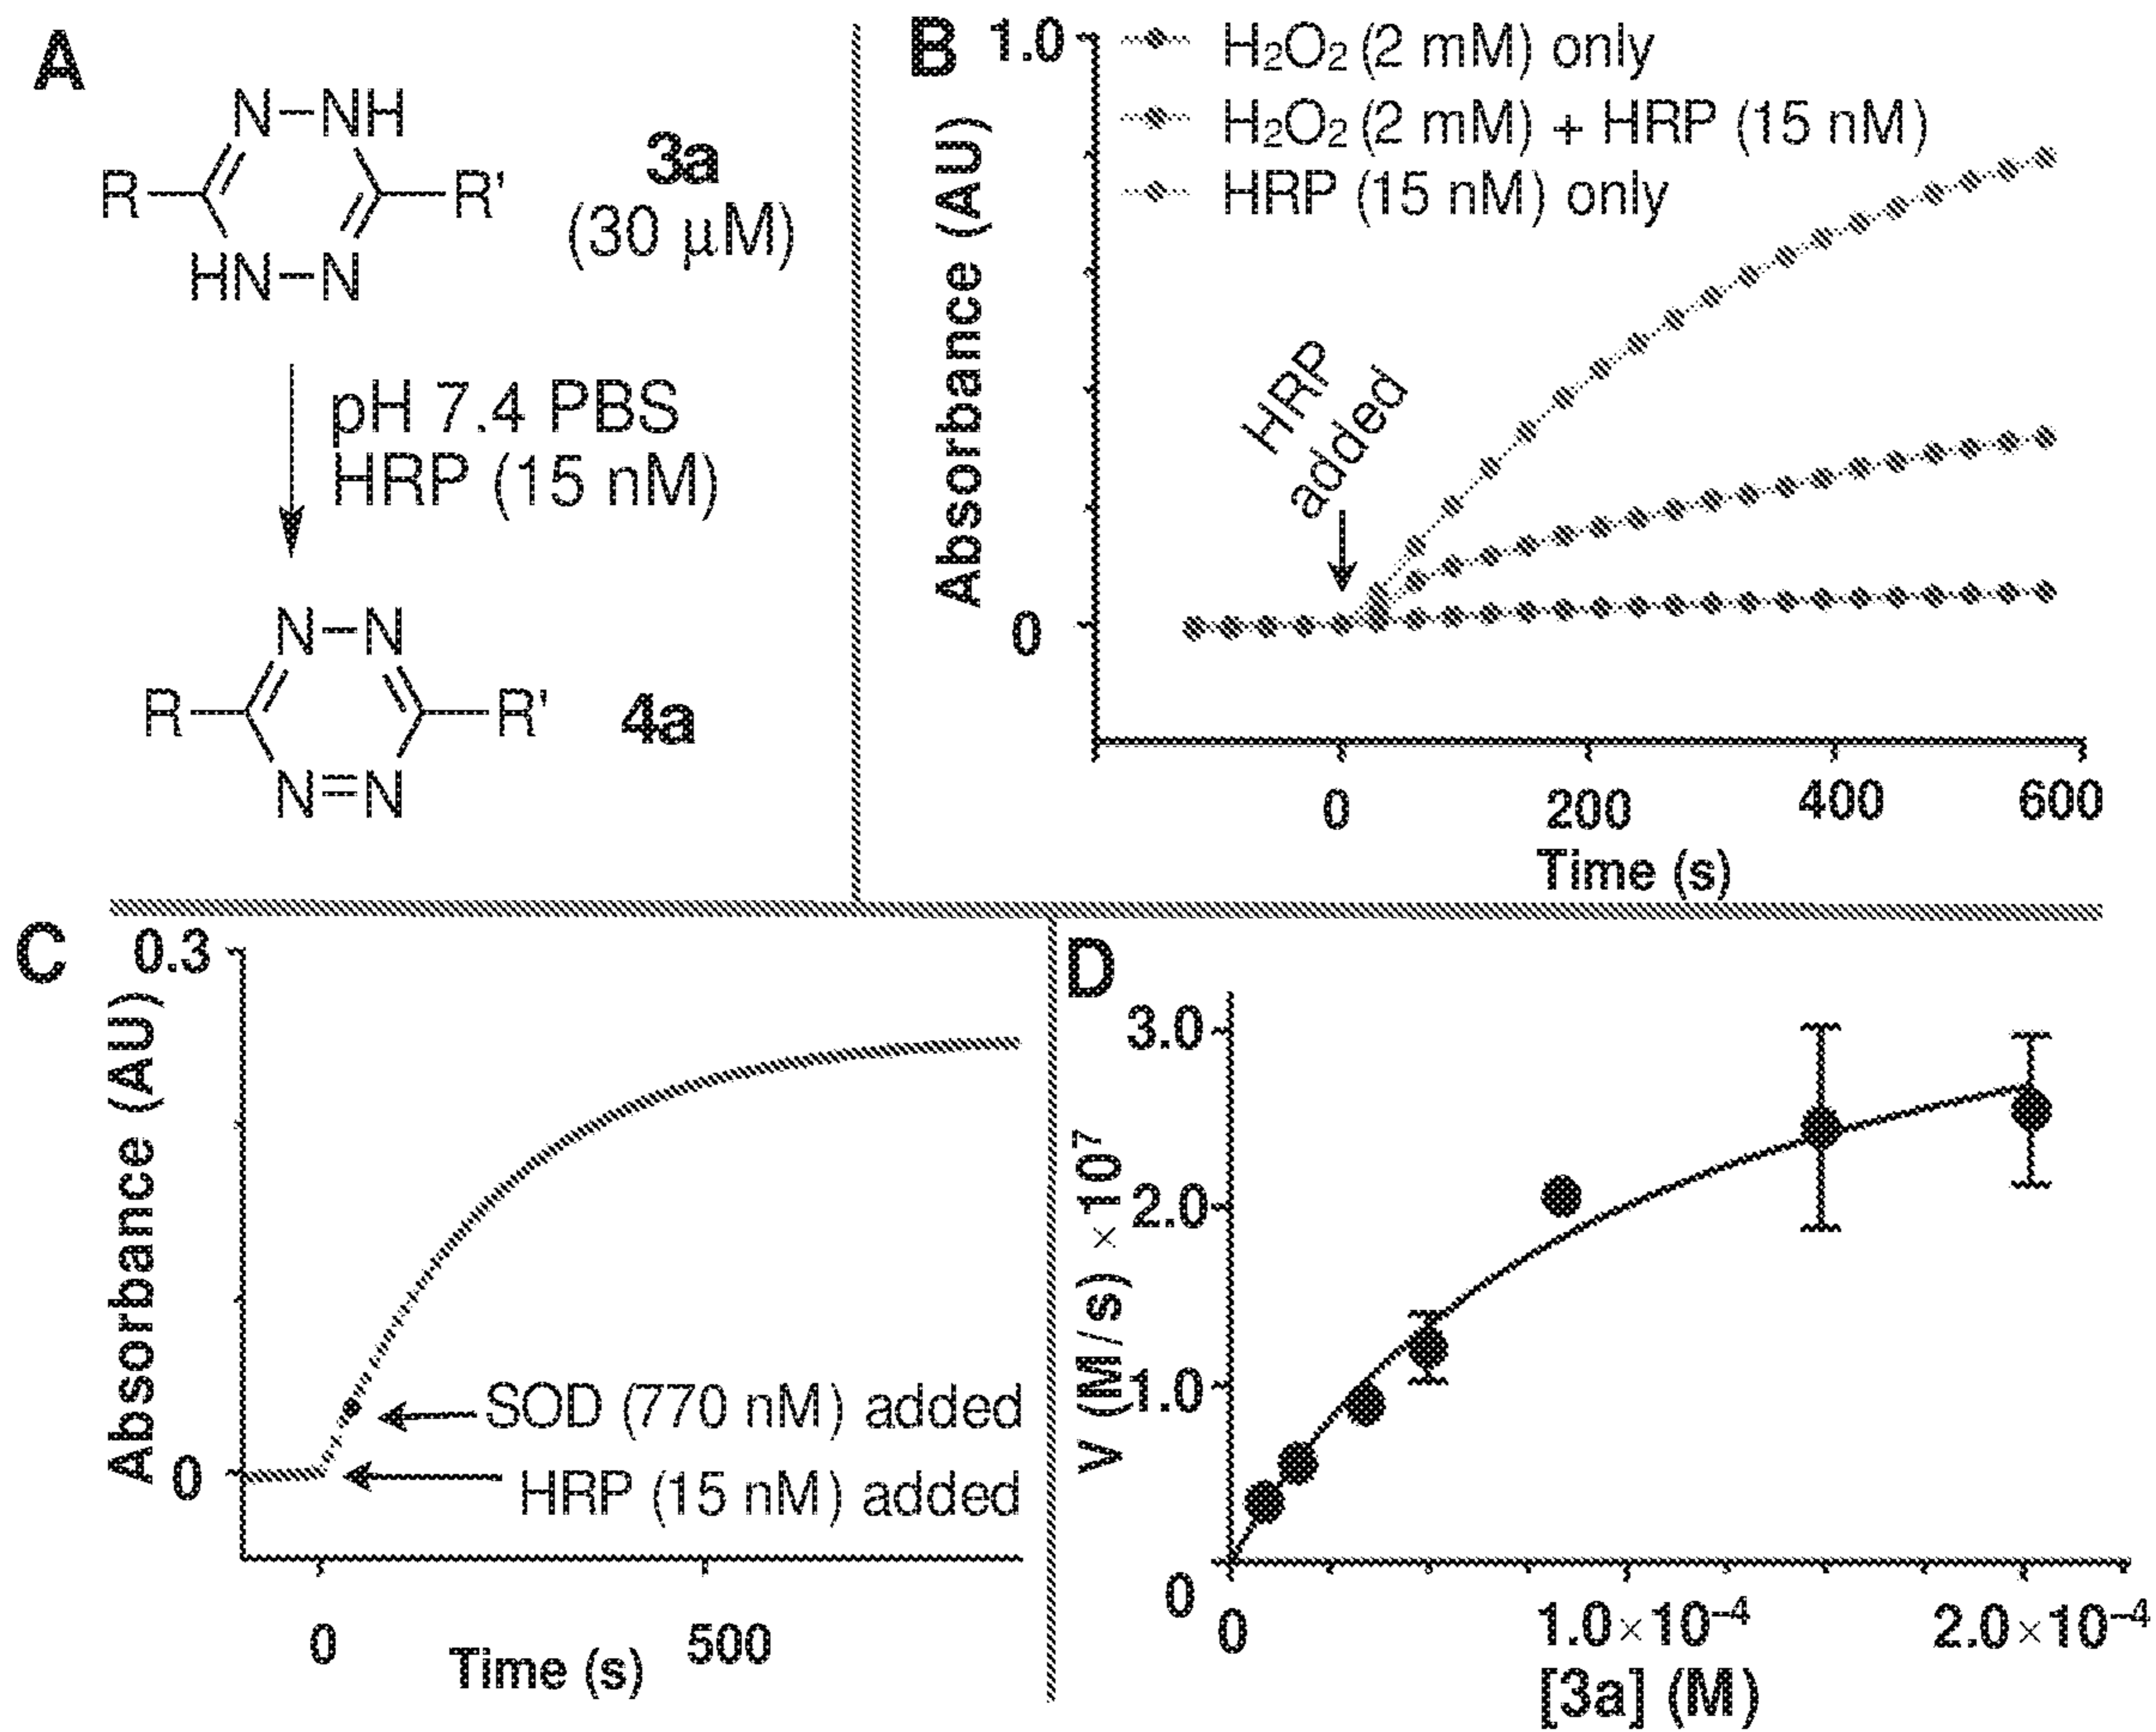 A
N–NH
R
R'
HN–N
3a
(30 μM)
pH 7.4 PBS
HRP (15 nM)
N–N
R
R'
N=N
4a
B
1.0
H₂O₂ (2 mM) only
H₂O₂ (2 mM) + HRP (15 nM)
HRP (15 nM) only
Absorbance (AU)
HRP
added
0
0
200
400
600
Time (s)
C
0.3
Absorbance (AU)
SOD (770 nM) added
0
HRP (15 nM) added
0
500
Time (s)
D
3.0
2.0
1.0
V (M/s) ×10⁷
0
0
1.0×10⁻⁴
2.0×10⁻⁴
[3a] (M)